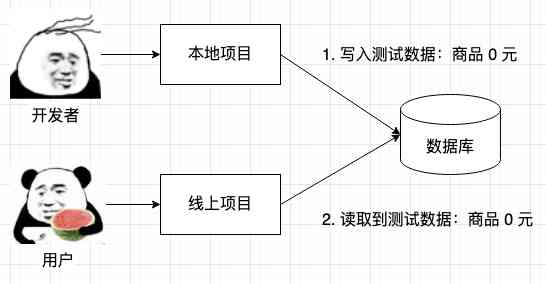 本地项目
1. 写入测试数据：商品 0 元
开发者
数据库
线上项目
2. 读取到测试数据：商品 0 元
用户